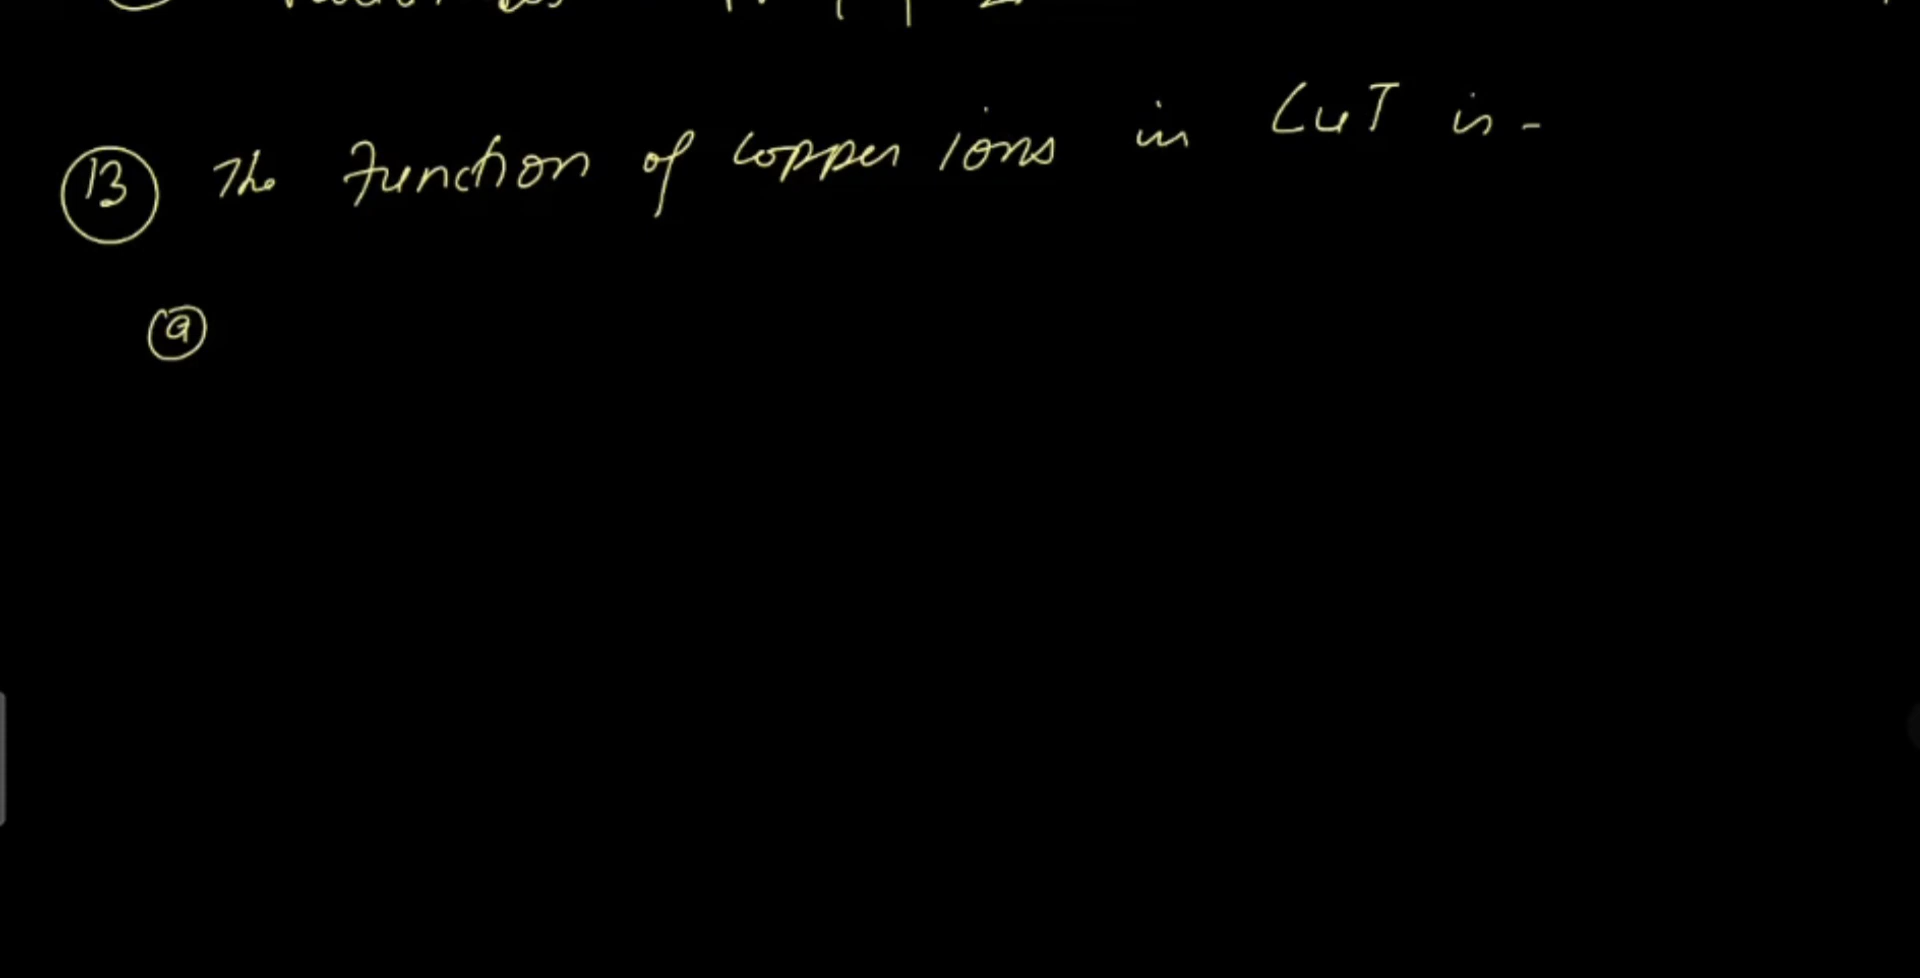 13 The function of copper ions in CuT is -
a